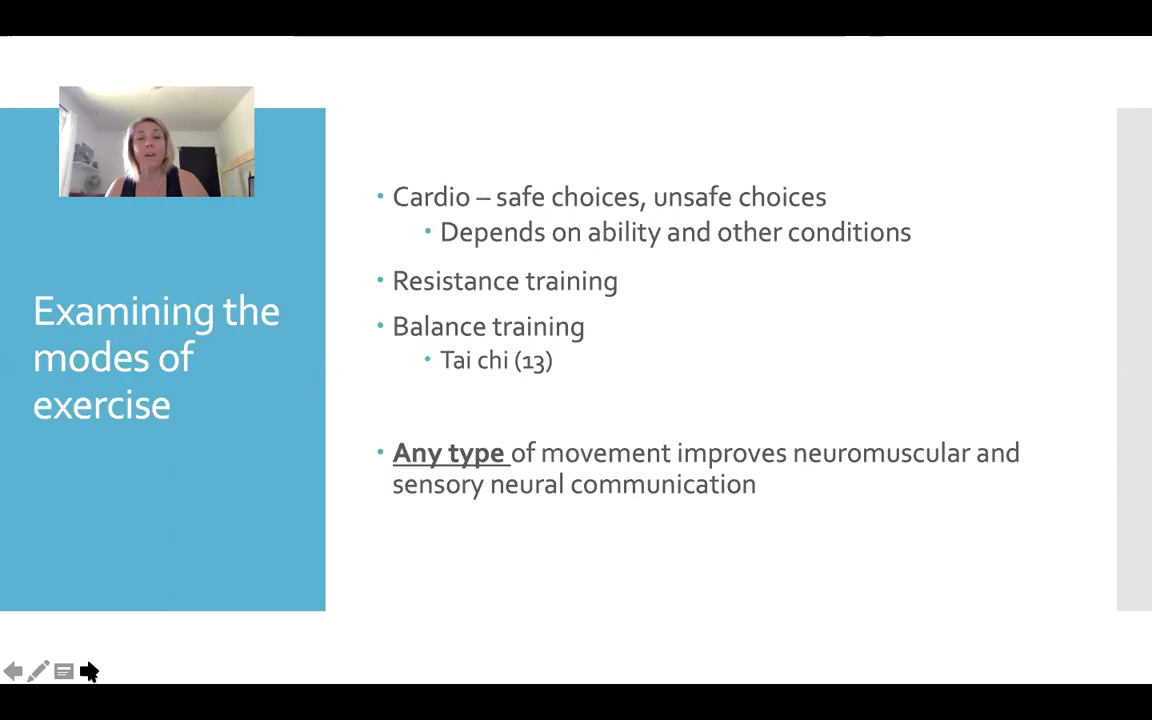 Examining the
modes of
exercise
• Cardio – safe choices, unsafe choices
• Depends on ability and other conditions
• Resistance training
• Balance training
• Tai chi (13)
• Any type of movement improves neuromuscular and
sensory neural communication